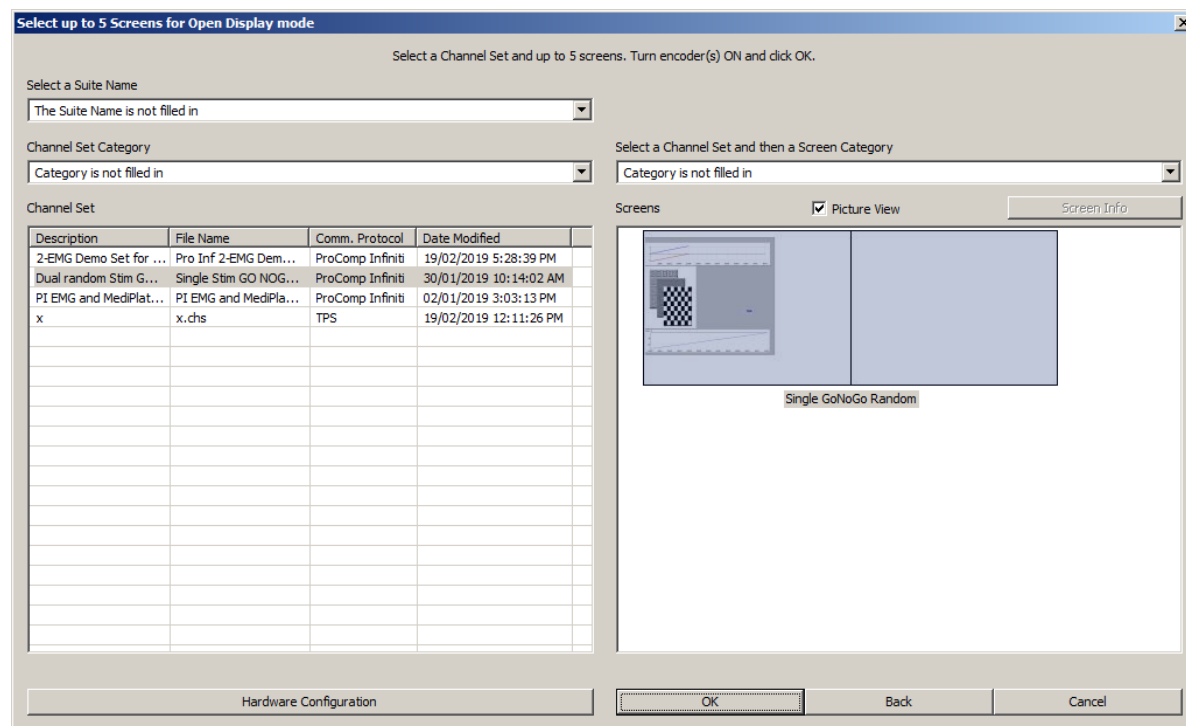 Select up to 5 Screens for Open Display mode
Select a Channel Set and up to 5 screens. Turn encoder(s) ON and click OK.
Select a Suite Name
The Suite Name is not filled in
Channel Set Category
Select a Channel Set and then a Screen Category
Category is not filled in
Category is not filled in
Channel Set
Screens
Picture View
Screen Info
Description File Name Comm. Protocol Date Modified
2-EMG Demo Set for ... Pro Inf 2-EMG Dem... ProComp Infiniti 19/02/2019 5:28:39 PM
Dual random Stim G... Single Stim GO NOG... ProComp Infiniti 30/01/2019 10:14:02 AM
PI EMG and MediPlat... PI EMG and MediPla... ProComp Infiniti 02/01/2019 3:03:13 PM
x x.chs TPS 19/02/2019 12:11:26 PM
Single GoNoGo Random
Hardware Configuration
OK
Back
Cancel